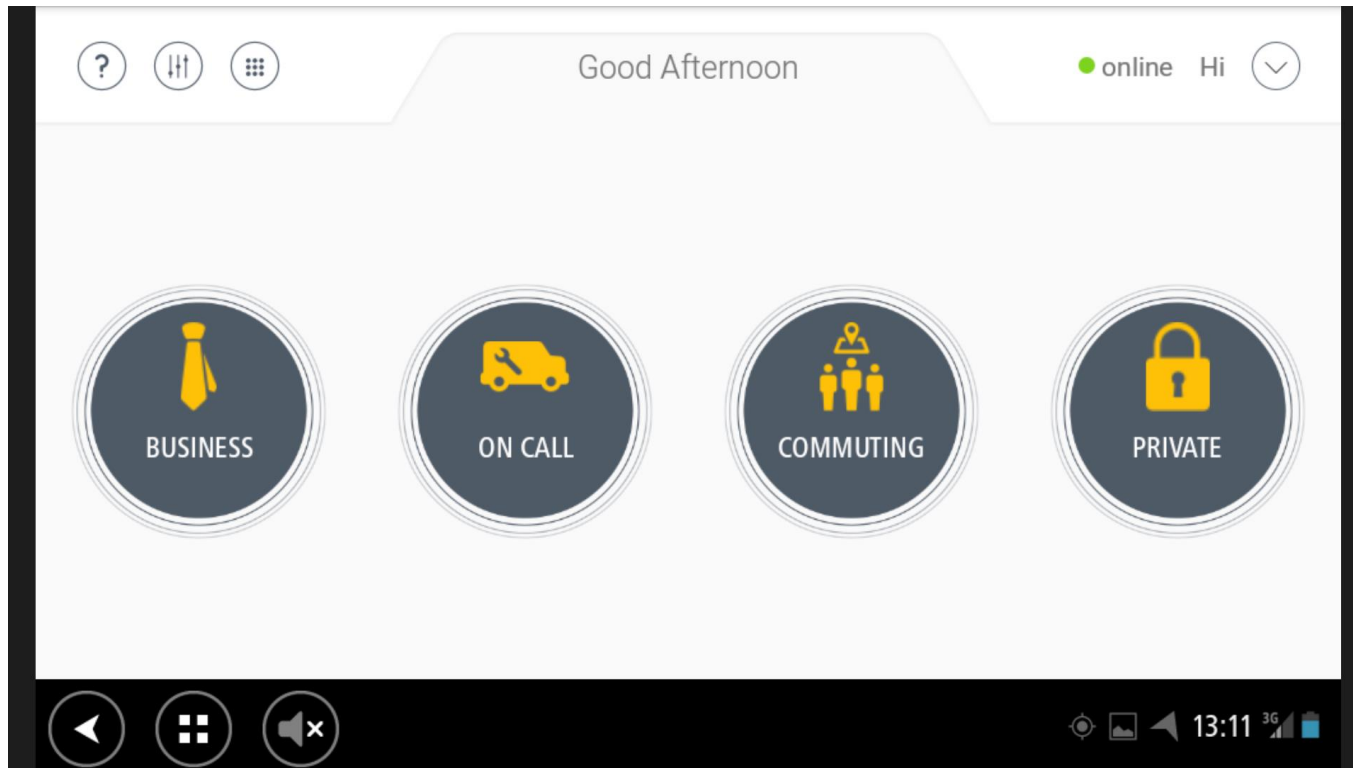 ?
Good Afternoon
online Hi
BUSINESS
ON CALL
COMMUTING
PRIVATE
13:11 3G